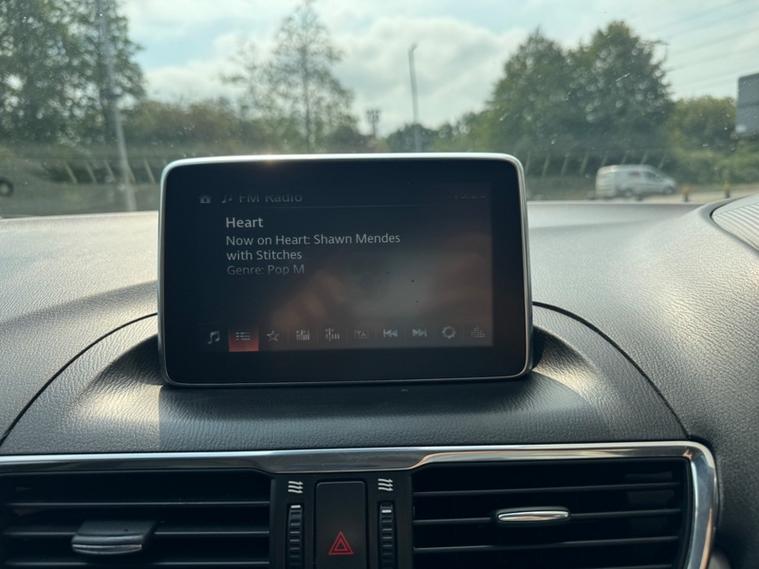 FM Radio
Heart
Now on Heart: Shawn Mendes
with Stitches
Genre: Pop M